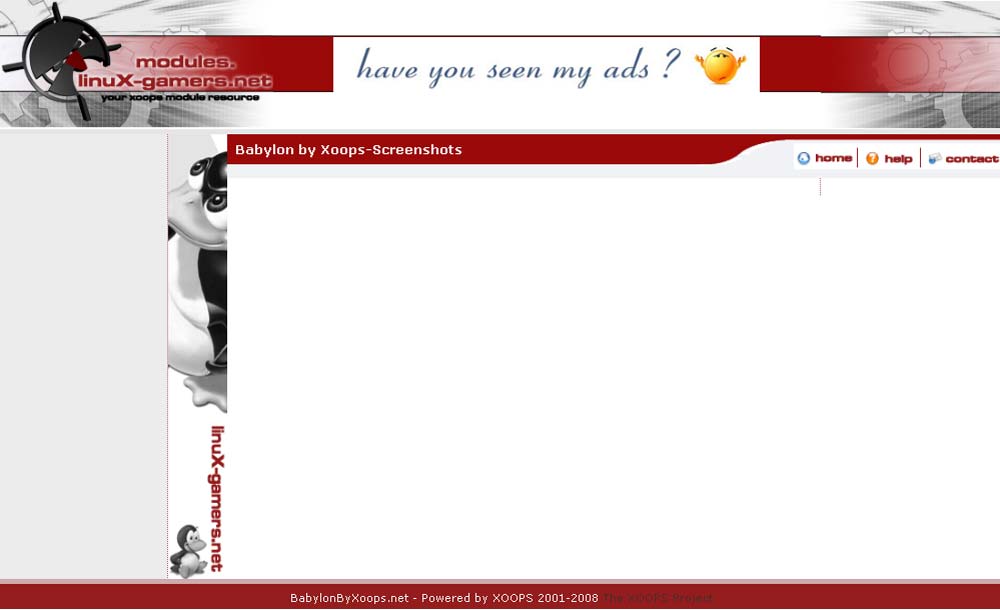 modules.
linuX-gamers.net
your xoops module resource
have you seen my ads ?
Babylon by Xoops-Screenshots
home
help
contact
linuX-gamers.net
BabylonByXoops.net - Powered by XOOPS 2001-2008 The XOOPS Project